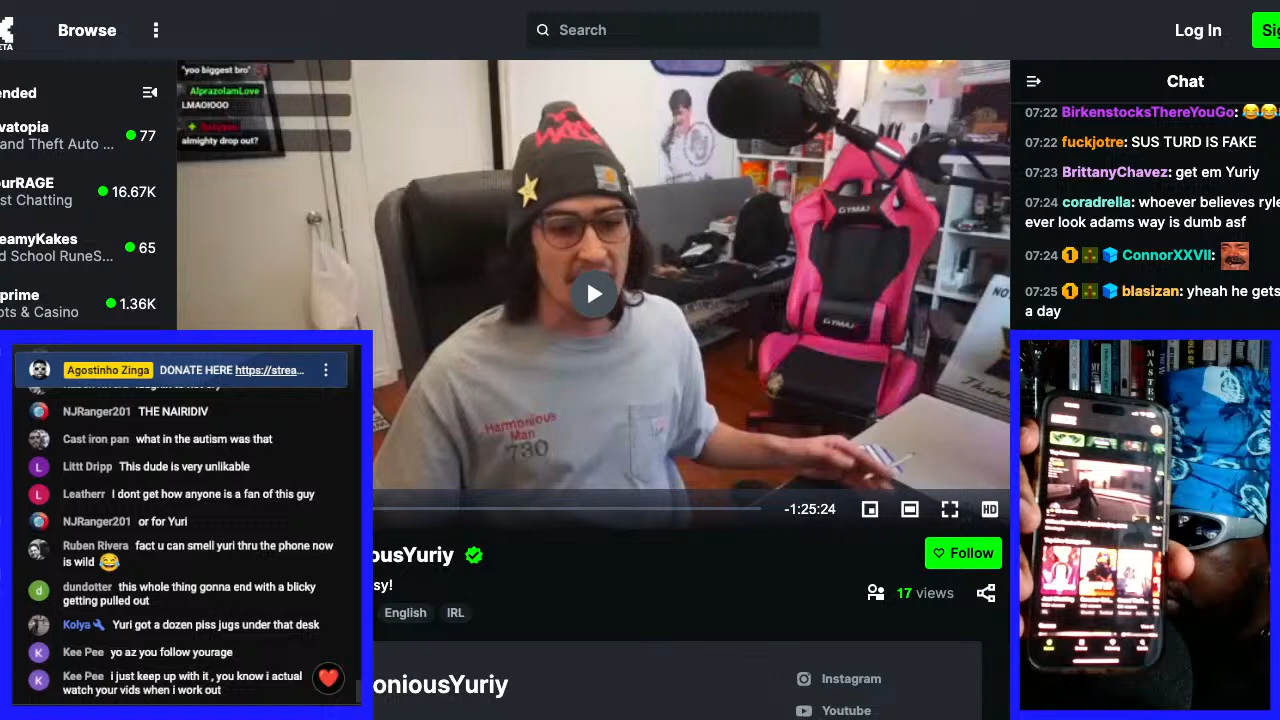 Browse
Search
Log In
ended
vatopia
77
and Theft Auto ...
ourRAGE
16.67K
st Chatting
eamyKakes
65
d School RuneS...
prime
1.36K
ots & Casino
"yoo biggest bro"
AlprazolamLove
LMAOIOOO
almighty drop out?
GYMAX
GYMAX
Harmonious
Man
730
-1:25:24
HD
iousYuriy
Follow
sy!
17 views
English
IRL
oniousYuriy
Instagram
Youtube
Chat
07:22 BirkenstocksThereYouGo: 😂😂
07:22 fuckjotre: SUS TURD IS FAKE
07:23 BrittanyChavez: get em Yuriy
07:24 coradrella: whoever believes ryle
ever look adams way is dumb asf
07:24 1 ConnorXXVII:
07:25 1 blasizan: yheah he gets
a day
Agostinho Zinga DONATE HERE https://strea...
NJRanger201 THE NAIRIDIV
Cast iron pan what in the autism was that
Litt Dripp This dude is very unlikable
Leatherr I dont get how anyone is a fan of this guy
NJRanger201 or for Yuri
Ruben Rivera fact u can smell yuri thru the phone now
is wild 😂
dundotter this whole thing gonna end with a blicky
getting pulled out
Kolya Yuri got a dozen piss jugs under that desk
Kee Pee yo az you follow yourage
Kee Pee i just keep up with it , you know i actual
watch your vids when i work out